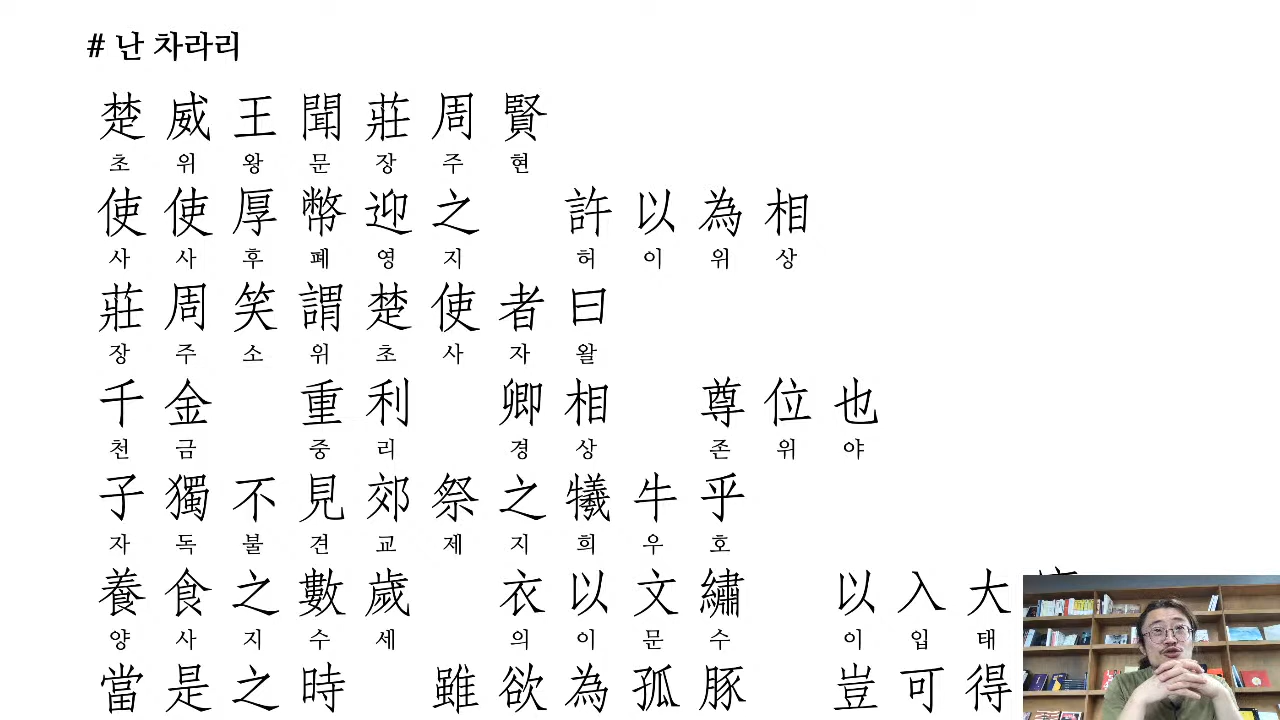 # 난 차라리
楚威王聞莊周賢
초 위 왕 문 장 주 현
使使厚幣迎之 許以為相
사 사 후 폐 영 지 허 이 위 상
莊周笑謂楚使者曰
장 주 소 위 초 사 자 왈
千金 重利 卿相 尊位也
천 금 중 리 경 상 존 위 야
子獨不見郊祭之犧牛乎
자 독 불 견 교 제 지 희 우 호
養食之數歲 衣以文繡 以入大
양 사 지 수 세 의 이 문 수 이 입 태
當是之時 雖欲為孤豚 豈可得